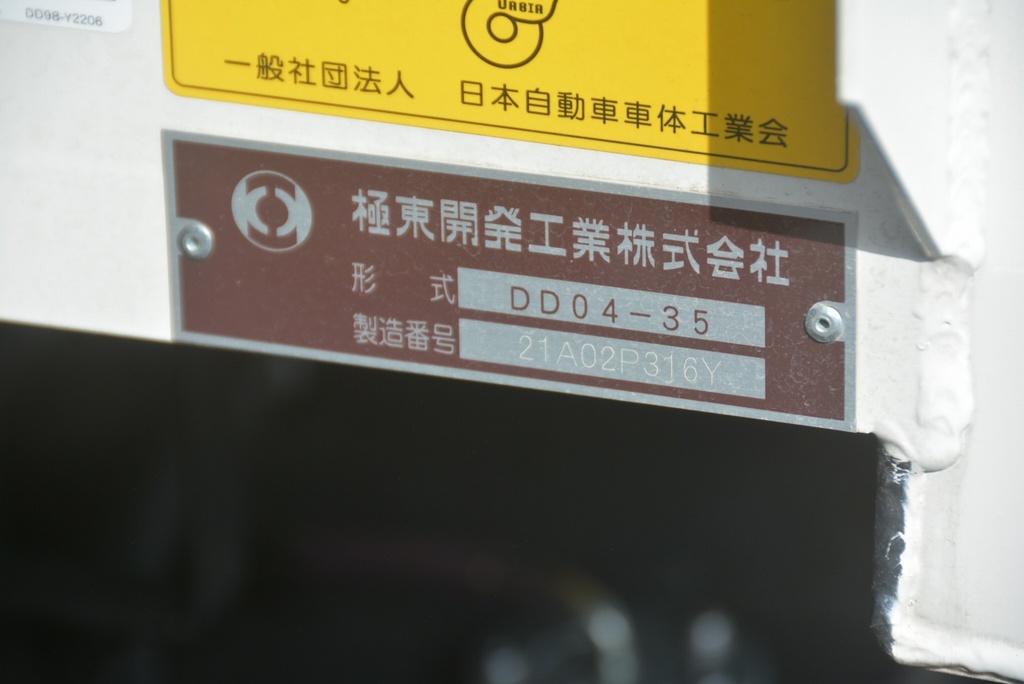 DD98-Y2206
JABIA
一般社団法人 日本自動車車体工業会
極東開発工業株式会社
形式 DD04-35
製造番号 21A02P316Y